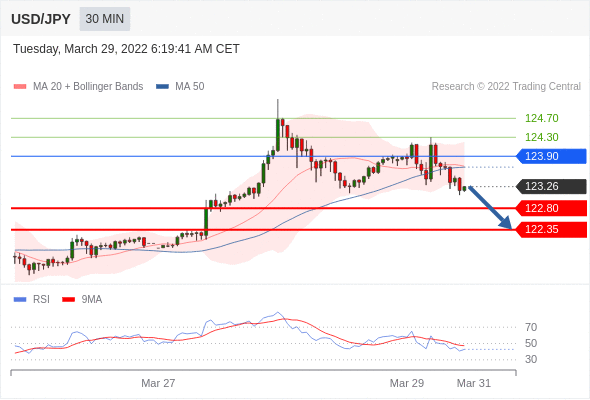 USD/JPY 30 MIN
Tuesday, March 29, 2022 6:19:41 AM CET
MA 20 + Bollinger Bands MA 50 Research © 2022 Trading Central
124.70
124.30
123.90
123.26
122.80
122.35
RSI 9MA
70
50
30
Mar 27 Mar 29 Mar 31